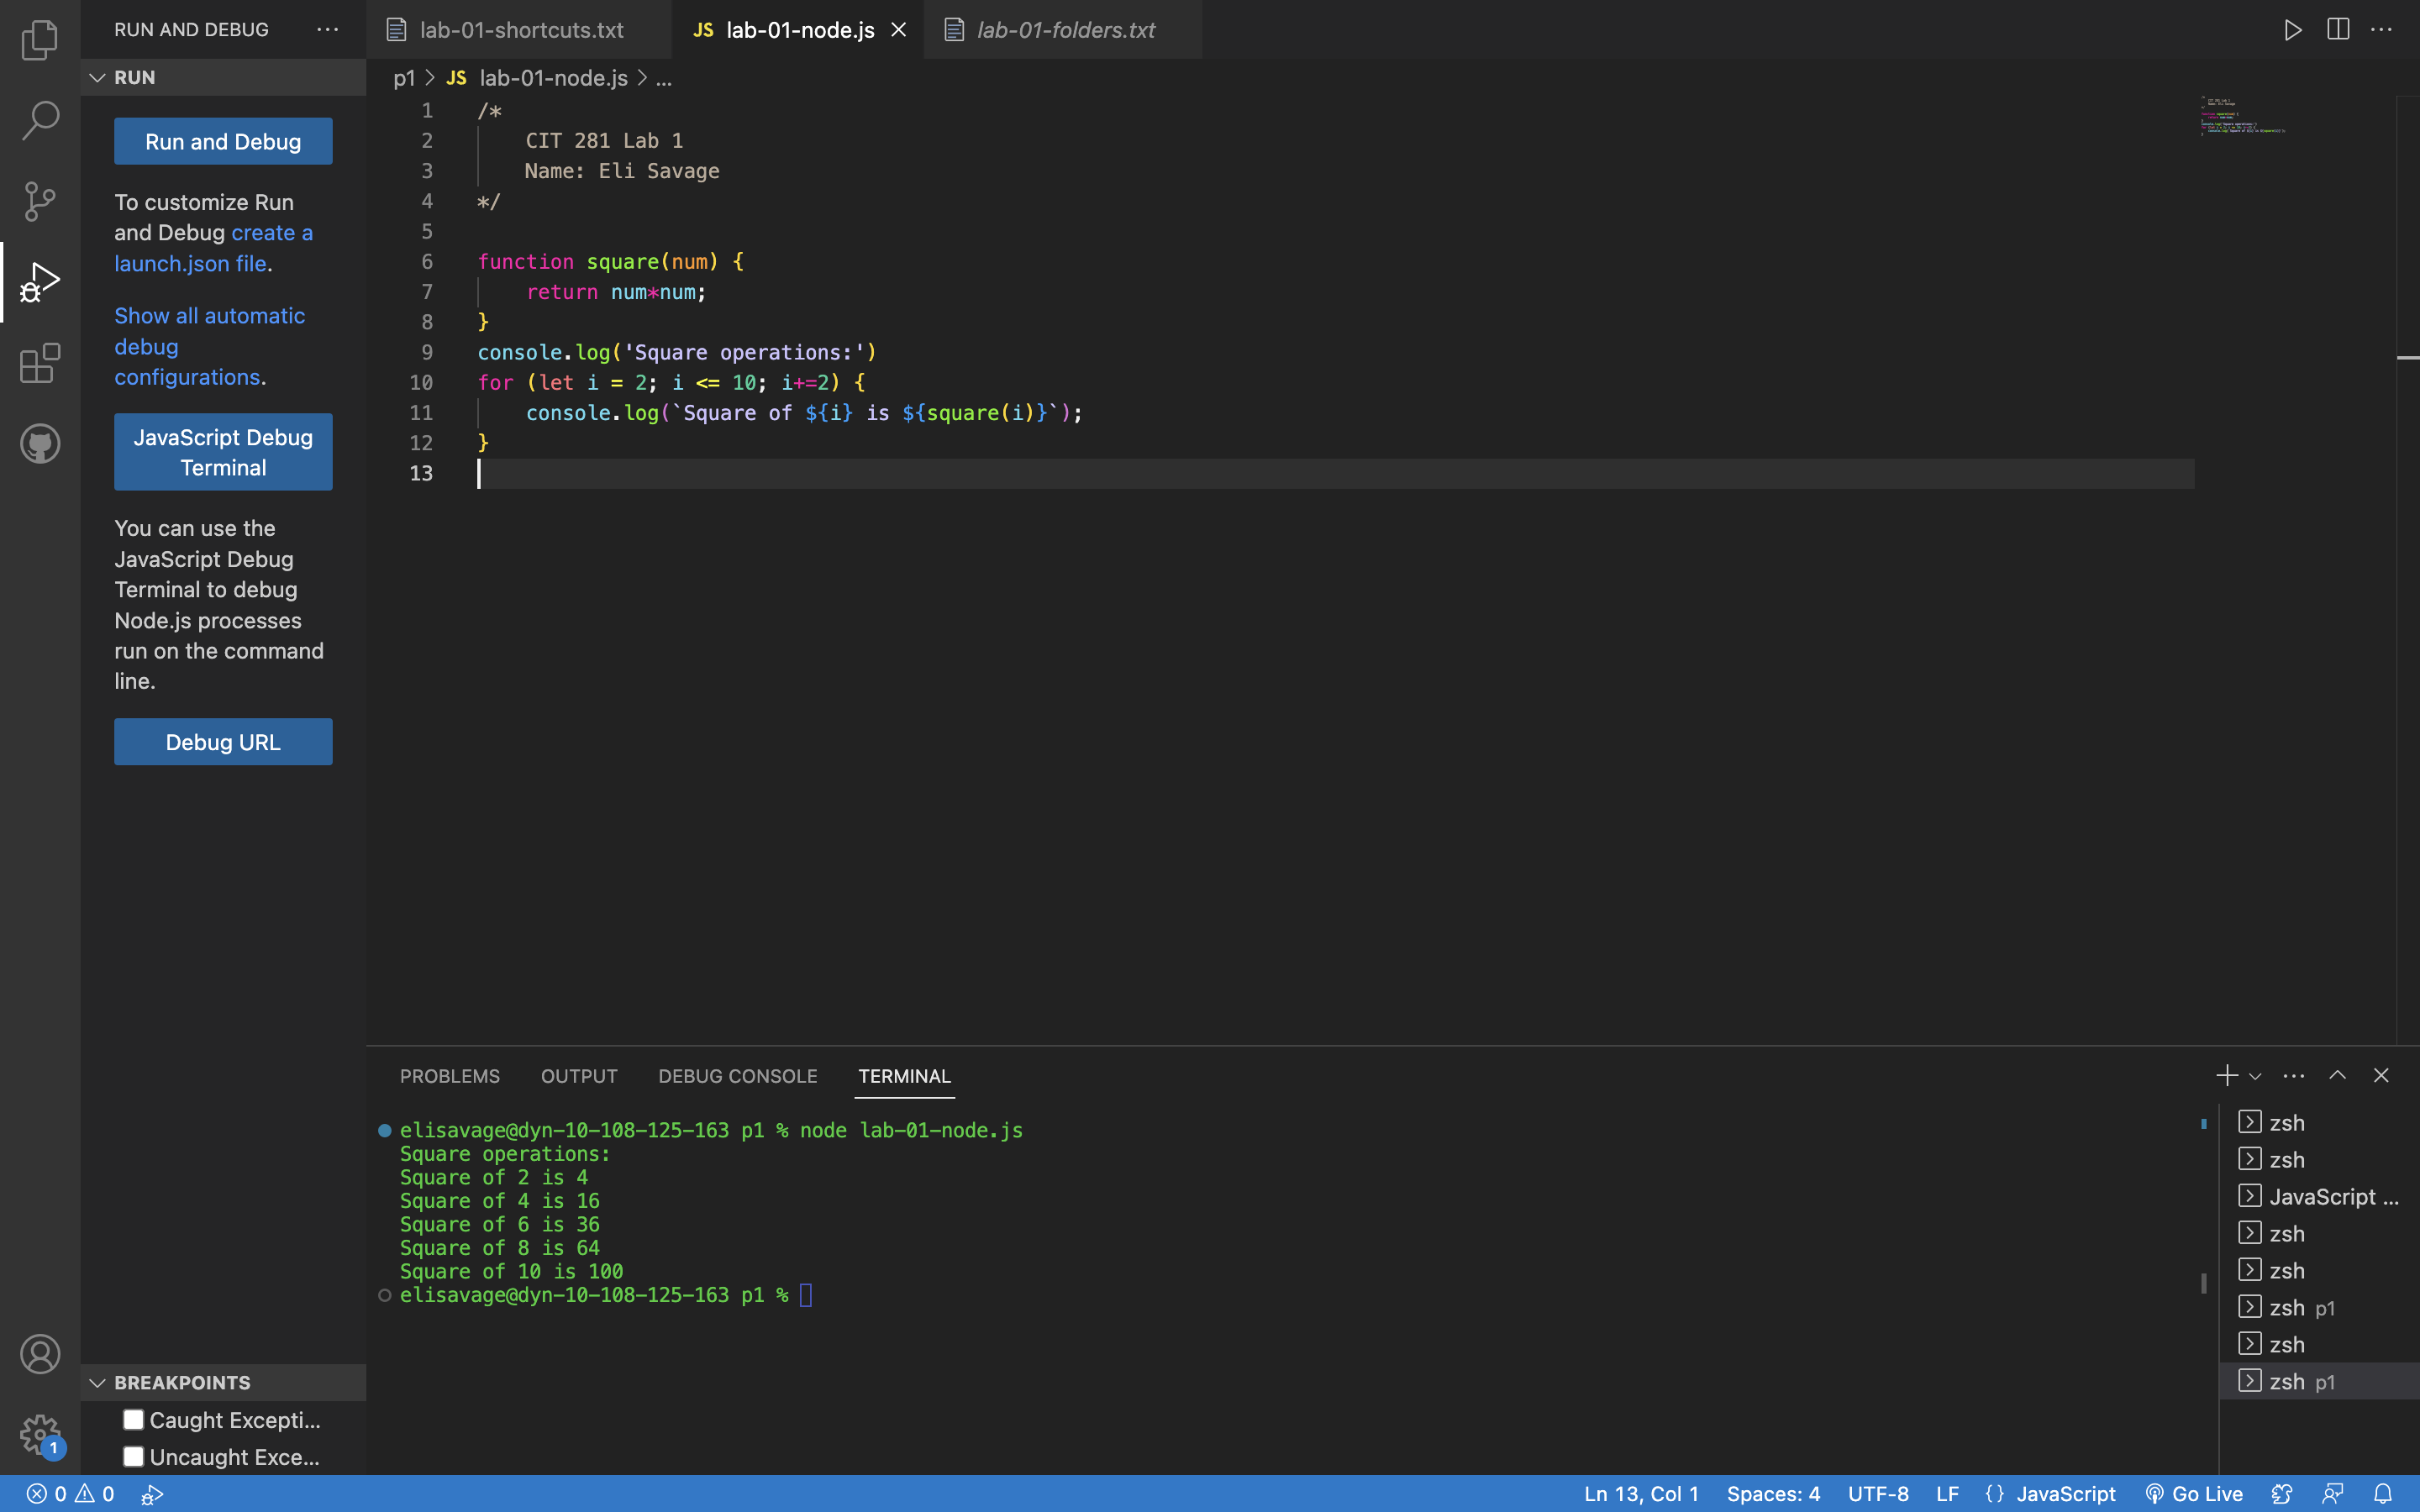 RUN AND DEBUG ···
RUN
Run and Debug
To customize Run
and Debug create a
launch.json file.
Show all automatic
debug
configurations.
JavaScript Debug
Terminal
You can use the
JavaScript Debug
Terminal to debug
Node.js processes
run on the command
line.
Debug URL
BREAKPOINTS
Caught Excepti...
Uncaught Exce...
1
lab-01-shortcuts.txt
JS lab-01-node.js
lab-01-folders.txt
p1 > JS lab-01-node.js > ...
1 /*
2     CIT 281 Lab 1
3     Name: Eli Savage
4 */
5
6 function square(num) {
7     return num*num;
8 }
9 console.log('Square operations:')
10 for (let i = 2; i <= 10; i+=2) {
11     console.log(`Square of ${i} is ${square(i)}`);
12 }
13
PROBLEMS OUTPUT DEBUG CONSOLE TERMINAL
elisavage@dyn-10-108-125-163 p1 % node lab-01-node.js
Square operations:
Square of 2 is 4
Square of 4 is 16
Square of 6 is 36
Square of 8 is 64
Square of 10 is 100
elisavage@dyn-10-108-125-163 p1 %
zsh
zsh
JavaScript ...
zsh
zsh
zsh p1
zsh
zsh p1
0 0 Ln 13, Col 1 Spaces: 4 UTF-8 LF {} JavaScript Go Live